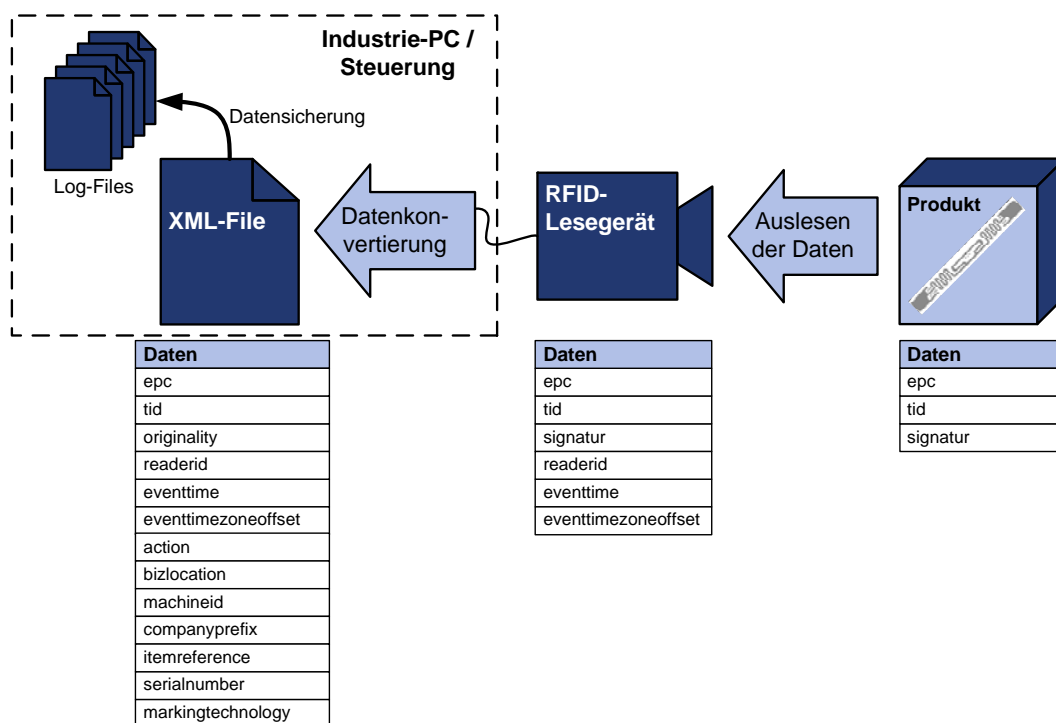 Industrie-PC /
Steuerung
Datensicherung
Log-Files
XML-File
Datenkon-
vertierung
RFID-
Lesegerät
Auslesen
der Daten
Produkt
Daten
epc
tid
originality
readerid
eventtime
eventtimezoneoffset
action
bizlocation
machineid
companyprefix
itemreference
serialnumber
markingtechnology
Daten
epc
tid
signatur
readerid
eventtime
eventtimezoneoffset
Daten
epc
tid
signatur